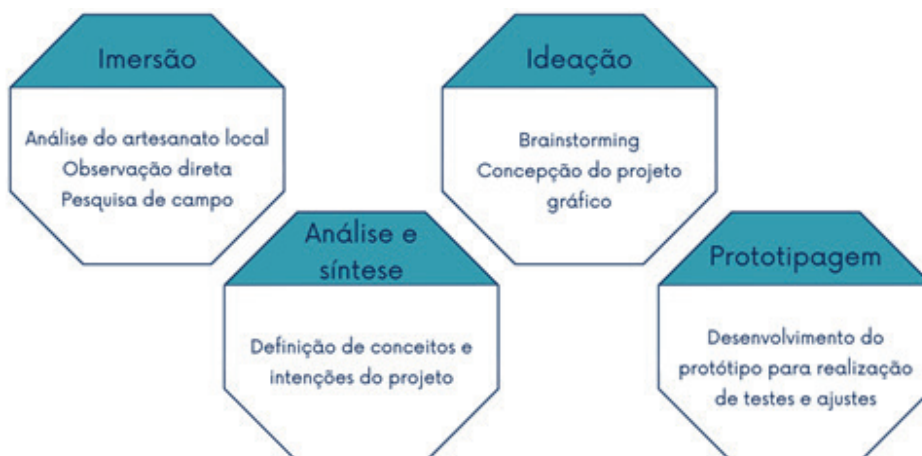 Imersão
Análise do artesanato local
Observação direta
Pesquisa de campo
Análise e
síntese
Definição de conceitos e
intenções do projeto
Ideação
Brainstorming
Concepção do projeto
gráfico
Prototipagem
Desenvolvimento do
protótipo para realização
de testes e ajustes